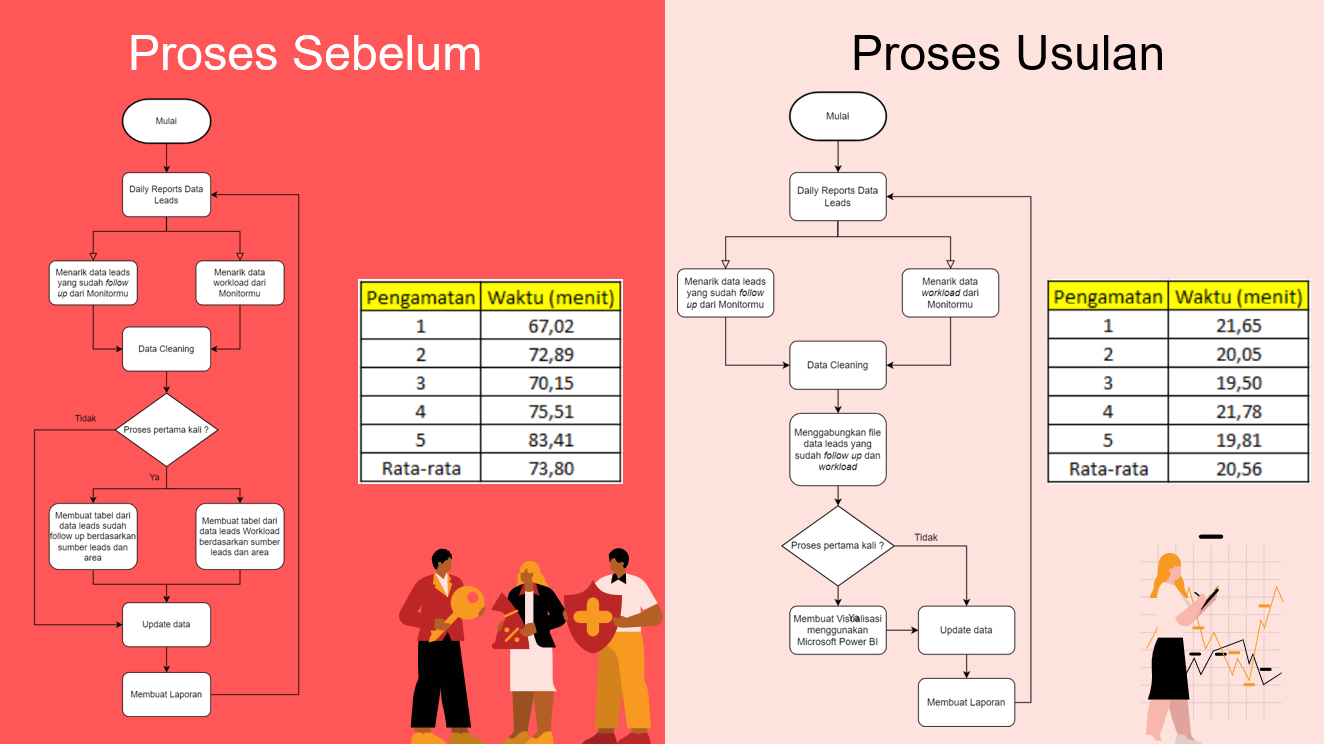 Proses Sebelum
Mulai
Daily Reports Data
Leads
Menarik data leads
yang sudah follow
up dari Monitormu
Menarik data
workload dari
Monitormu
Data Cleaning
Tidak
Proses pertama kali ?
Ya
Membuat tabel dari
data leads sudah
follow up berdasarkan
sumber leads dan
area
Membuat tabel dari
data leads Workload
berdasarkan sumber
leads dan area
Update data
Membuat Laporan
Pengamatan Waktu (menit)
1 67,02
2 72,89
3 70,15
4 75,51
5 83,41
Rata-rata 73,80
Proses Usulan
Mulai
Daily Reports Data
Leads
Menarik data leads
yang sudah follow
up dari Monitormu
Menarik data
workload dari
Monitormu
Data Cleaning
Menggabungkan file
data leads yang
sudah follow up dan
workload
Proses pertama kali ?
Tidak
Ya
Membuat Visualisasi
menggunakan
Microsoft Power BI
Update data
Membuat Laporan
Pengamatan Waktu (menit)
1 21,65
2 20,05
3 19,50
4 21,78
5 19,81
Rata-rata 20,56